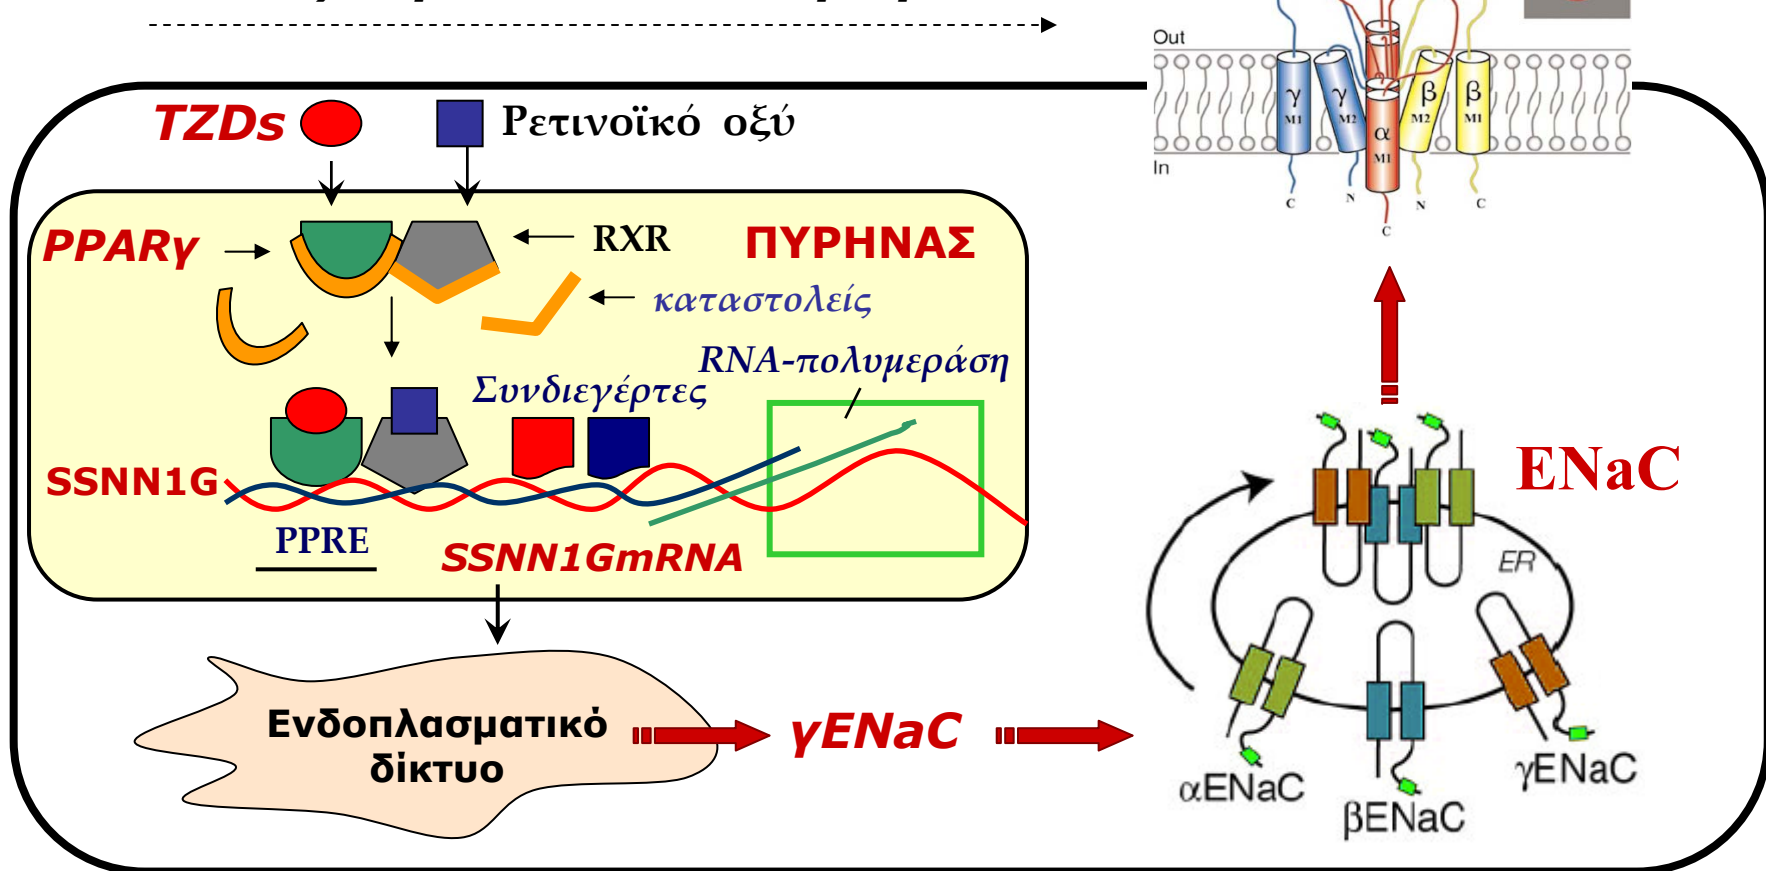 Out
TZDs
Ρετινοϊκό οξύ
γ
M1
γ
M2
α
M1
β
M2
β
M1
In
C
N
N
C
C
PPARγ
RXR
ΠΥΡΗΝΑΣ
καταστολείς
RNA-πολυμεράση
Συνδιεγέρτες
SSNN1G
PPRE
SSNN1GmRNA
ENaC
ER
Ενδοπλασματικό
δίκτυο
γENaC
αENaC
βENaC
γENaC